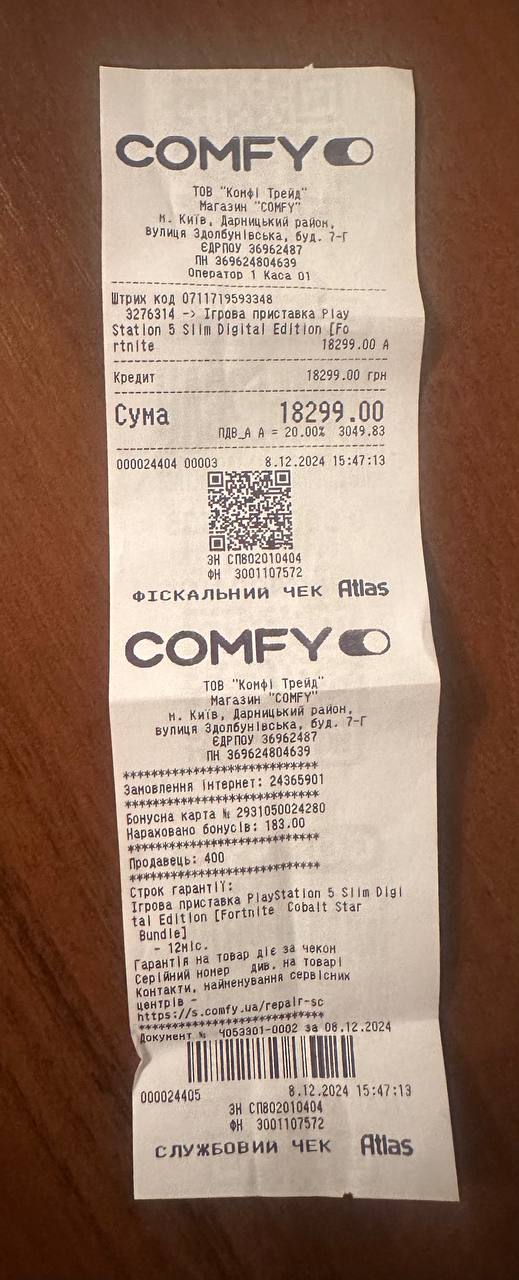 COMFY
ТОВ "Комфі Трейд"
Магазин "COMFY"
м. Київ, Дарницький район,
вулиця Здолбунівська, буд. 7-Г
ЄДРПОУ 36962487
ПН 369624804639
Оператор 1 Каса 01
Штрих код 0711719593348
3276314 -> Ігрова приставка Play
Station 5 Slim Digital Edition [Fo
rtnite 18299.00 А
Кредит 18299.00 грн
Сума 18299.00
ПДВ_А А = 20.00% 3049.83
000024404 00003 8.12.2024 15:47:13
ЗН СП802010404
ФН 3001107572
ФІСКАЛЬНИЙ ЧЕК Atlas
COMFY
ТОВ "Комфі Трейд"
Магазин "COMFY"
м. Київ, Дарницький район,
вулиця Здолбунівська, буд. 7-Г
ЄДРПОУ 36962487
ПН 369624804639
***************************
Замовлення інтернет: 24365901
***************************
Бонусна карта № 2931050024280
Нараховано бонусів: 183.00
***************************
Продавець: 400
***************************
Строк гарантії:
Ігрова приставка PlayStation 5 Slim Digi
tal Edition [Fortnite Cobalt Star
Bundle]
- 12міс.
Гарантія на товар діє за чеком
Серійний номер див. на товарі
Контакти, найменування сервісних
центрів -
https://s.comfy.ua/repair-sc
***************************
Документ № Ч053901-0002 за 08.12.2024
000024405 8.12.2024 15:47:13
ЗН СП802010404
ФН 3001107572
СЛУЖБОВИЙ ЧЕК Atlas